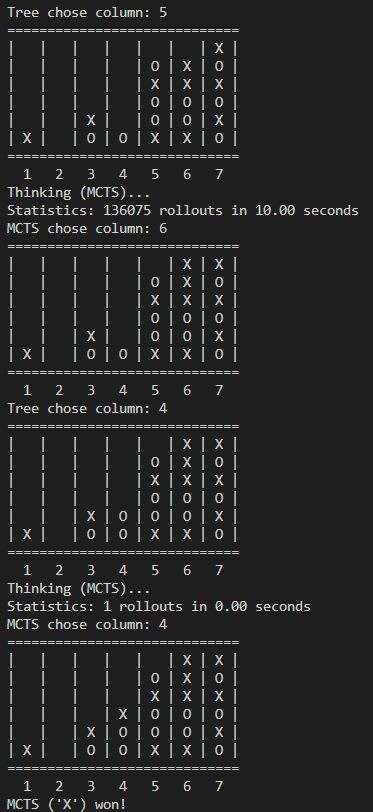 Tree chose column: 5
=============================
|   |   |   |   |   |   | X |
|   |   |   |   | O | X | O |
|   |   |   |   | X | X | X |
|   |   |   |   | O | O | O |
|   |   | X |   | O | O | X |
| X |   | O | O | X | X | O |
=============================
  1   2   3   4   5   6   7
Thinking (MCTS)...
Statistics: 136075 rollouts in 10.00 seconds
MCTS chose column: 6
=============================
|   |   |   |   |   | X | X |
|   |   |   |   | O | X | O |
|   |   |   |   | X | X | X |
|   |   |   |   | O | O | O |
|   |   | X |   | O | O | X |
| X |   | O | O | X | X | O |
=============================
  1   2   3   4   5   6   7
Tree chose column: 4
=============================
|   |   |   |   |   | X | X |
|   |   |   |   | O | X | O |
|   |   |   |   | X | X | X |
|   |   |   |   | O | O | O |
|   |   | X | O | O | O | X |
| X |   | O | O | X | X | O |
=============================
  1   2   3   4   5   6   7
Thinking (MCTS)...
Statistics: 1 rollouts in 0.00 seconds
MCTS chose column: 4
=============================
|   |   |   |   |   | X | X |
|   |   |   |   | O | X | O |
|   |   |   |   | X | X | X |
|   |   |   | X | O | O | O |
|   |   | X | O | O | O | X |
| X |   | O | O | X | X | O |
=============================
  1   2   3   4   5   6   7
MCTS ('X') won!